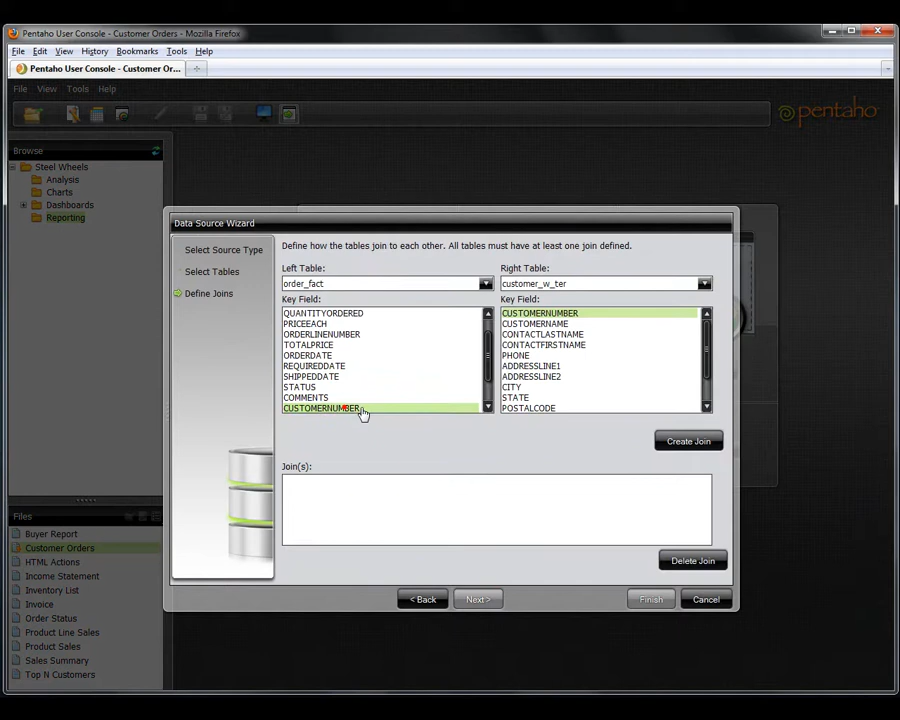 Pentaho User Console - Customer Orders - Mozilla Firefox
File Edit View History Bookmarks Tools Help
Pentaho User Console - Customer Or...
File View Tools Help
pentaho
Browse
Steel Wheels
Analysis
Charts
Dashboards
Reporting
Data Source Wizard
Select Source Type
Select Tables
Define Joins
Define how the tables join to each other. All tables must have at least one join defined.
Left Table:
order_fact
Key Field:
QUANTITYORDERED
PRICEEACH
ORDERLINENUMBER
TOTALPRICE
ORDERDATE
REQUIREDDATE
SHIPPEDDATE
STATUS
COMMENTS
CUSTOMERNUMBER
Right Table:
customer_w_ter
Key Field:
CUSTOMERNUMBER
CUSTOMERNAME
CONTACTLASTNAME
CONTACTFIRSTNAME
PHONE
ADDRESSLINE1
ADDRESSLINE2
CITY
STATE
POSTALCODE
Create Join
Join(s):
Delete Join
< Back
Next >
Finish
Cancel
Files
Buyer Report
Customer Orders
HTML Actions
Income Statement
Inventory List
Invoice
Order Status
Product Line Sales
Product Sales
Sales Summary
Top N Customers